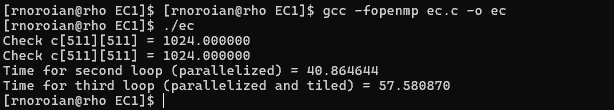 [rnoroian@rho EC1]$ [rnoroian@rho EC1]$ gcc -fopenmp ec.c -o ec
[rnoroian@rho EC1]$ ./ec
Check c[511][511] = 1024.000000
Check c[511][511] = 1024.000000
Time for second loop (parallelized) = 40.864644
Time for third loop (parallelized and tiled) = 57.580870
[rnoroian@rho EC1]$